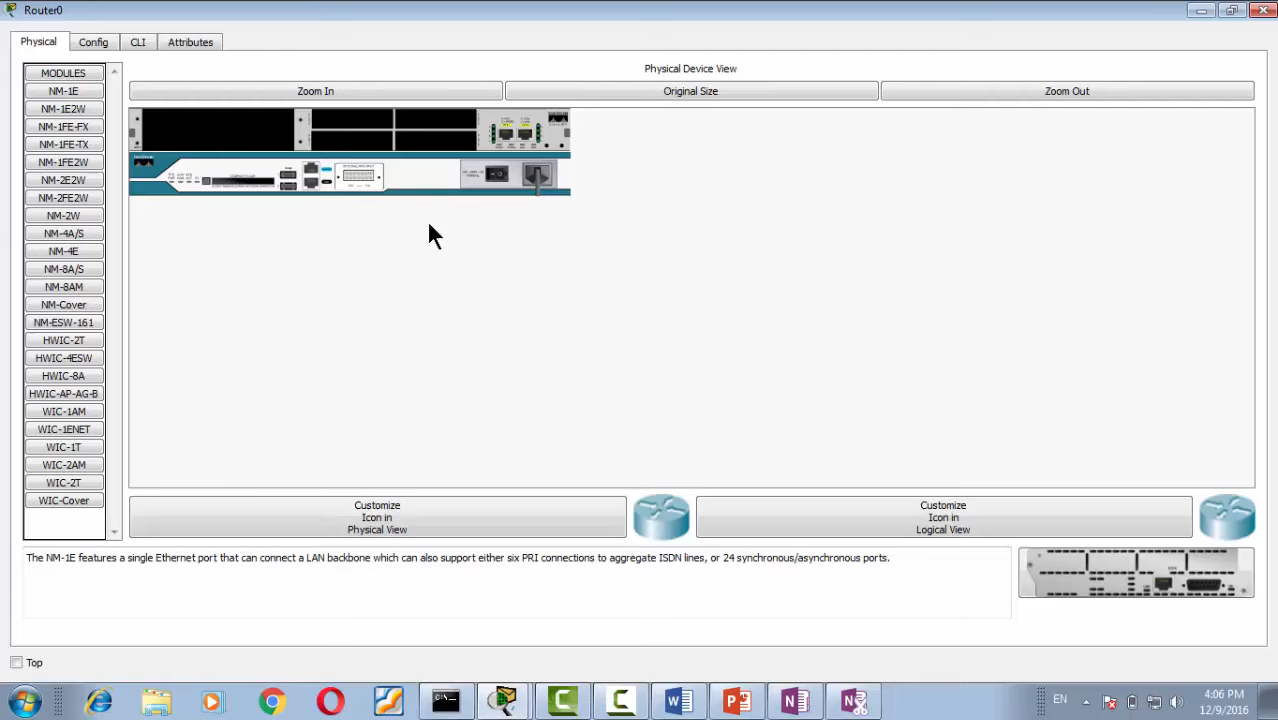 Router0
Physical
Config
CLI
Attributes
MODULES
NM-1E
NM-1E2W
NM-1FE-FX
NM-1FE-TX
NM-1FE2W
NM-2E2W
NM-2FE2W
NM-2W
NM-4A/S
NM-4E
NM-8A/S
NM-8AM
NM-Cover
NM-ESW-161
HWIC-2T
HWIC-4ESW
HWIC-8A
HWIC-AP-AG-B
WIC-1AM
WIC-1ENET
WIC-1T
WIC-2AM
WIC-2T
WIC-Cover
Physical Device View
Zoom In
Original Size
Zoom Out
Customize
Icon in
Physical View
Customize
Icon in
Logical View
The NM-1E features a single Ethernet port that can connect a LAN backbone which can also support either six PRI connections to aggregate ISDN lines, or 24 synchronous/asynchronous ports.
Top
EN
4:06 PM
12/9/2016